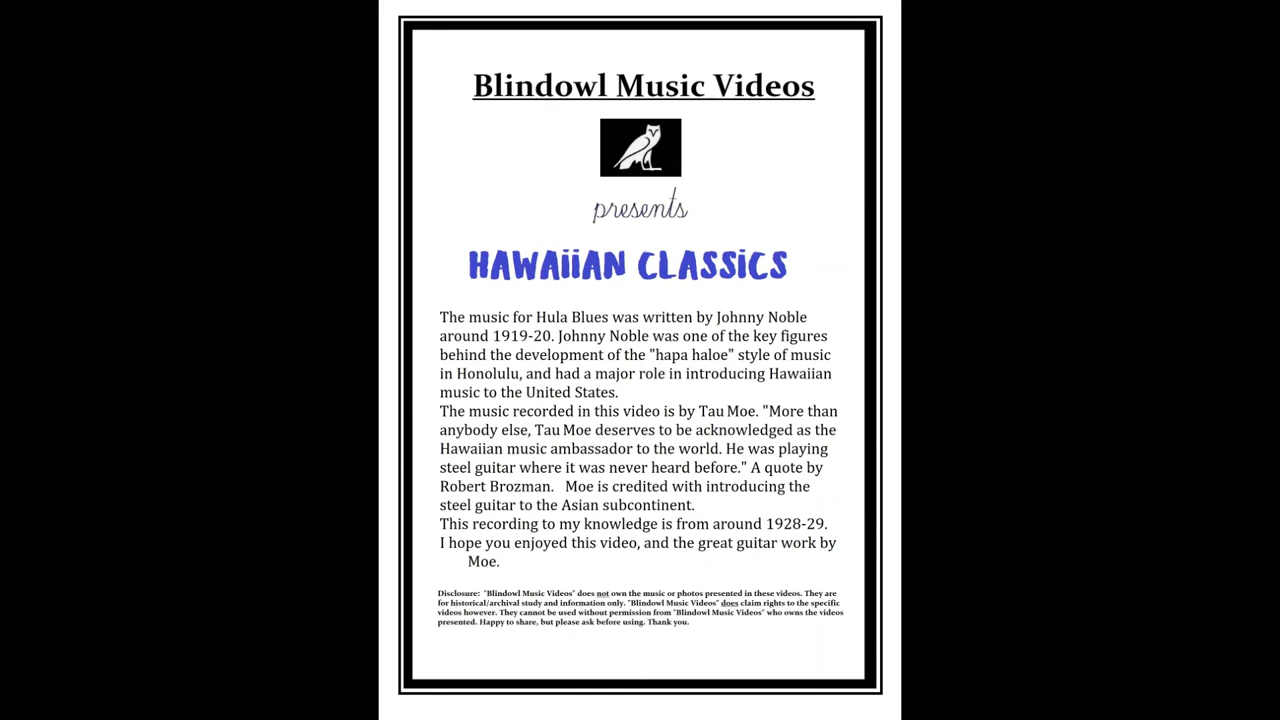 Blindowl Music Videos
presents
HAWAiiAN CLASSiCS
The music for Hula Blues was written by Johnny Noble
around 1919-20. Johnny Noble was one of the key figures
behind the development of the "hapa haloe" style of music
in Honolulu, and had a major role in introducing Hawaiian
music to the United States.
The music recorded in this video is by Tau Moe. "More than
anybody else, Tau Moe deserves to be acknowledged as the
Hawaiian music ambassador to the world. He was playing
steel guitar where it was never heard before." A quote by
Robert Brozman. Moe is credited with introducing the
steel guitar to the Asian subcontinent.
This recording to my knowledge is from around 1928-29.
I hope you enjoyed this video, and the great guitar work by
Moe.
Disclosure: "Blindowl Music Videos" does not own the music or photos presented in these videos. They are
for historical/archival study and information only. "Blindowl Music Videos" does claim rights to the specific
videos however. They cannot be used without permission from "Blindowl Music Videos" who owns the videos
presented. Happy to share, but please ask before using. Thank you.